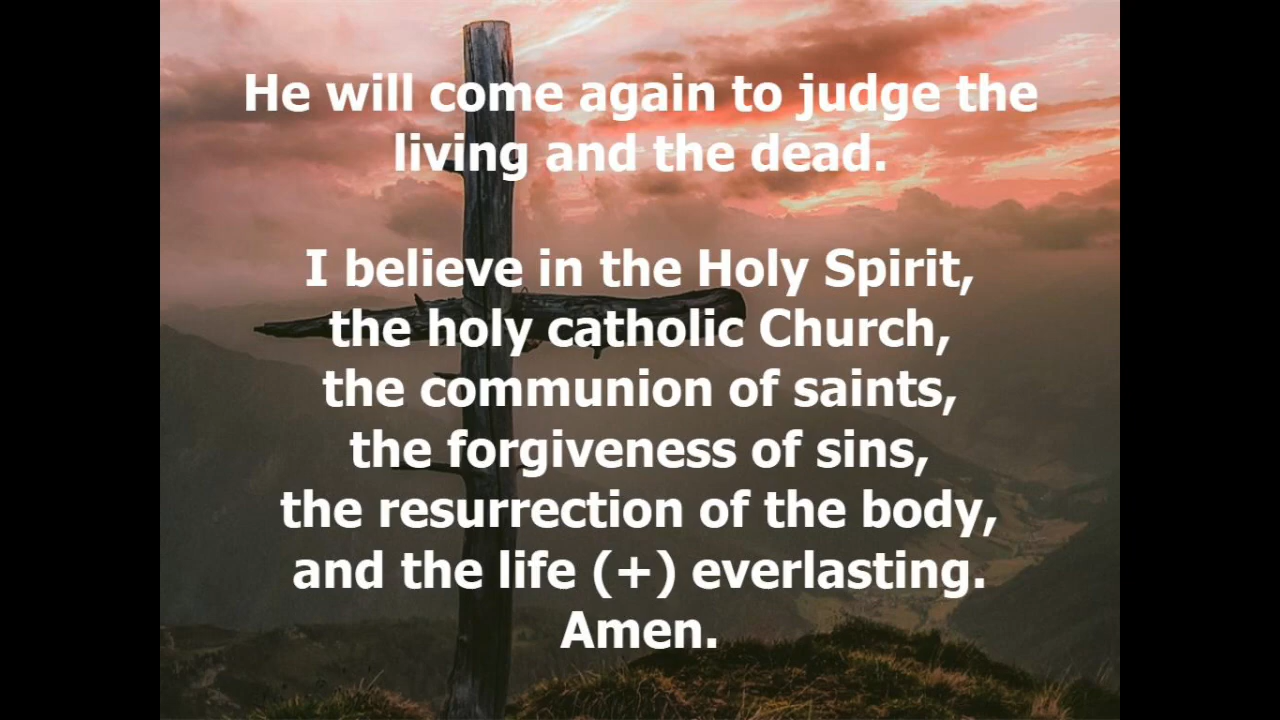 He will come again to judge the
living and the dead.
I believe in the Holy Spirit,
the holy catholic Church,
the communion of saints,
the forgiveness of sins,
the resurrection of the body,
and the life (+) everlasting.
Amen.